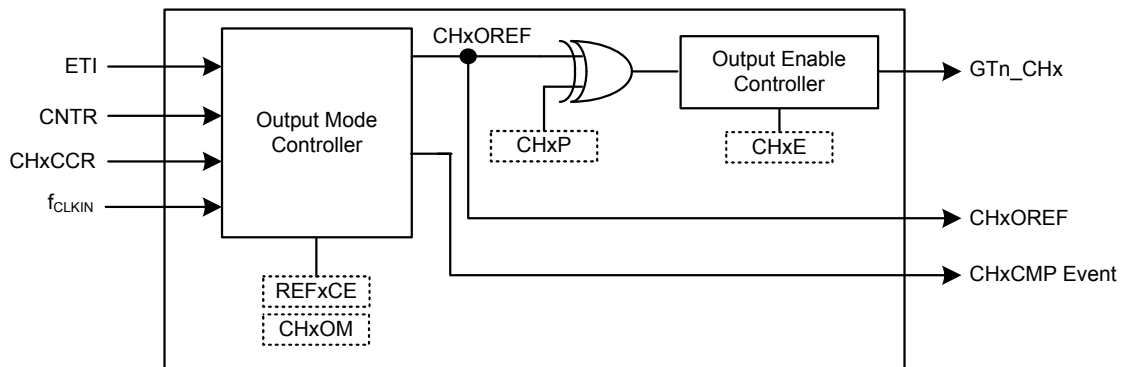 ETI
CNTR
CHxCCR
fCLKIN
Output Mode
Controller
REFxCE
CHxOM
CHxOREF
CHxP
Output Enable
Controller
CHxE
GTn_CHx
CHxOREF
CHxCMP Event